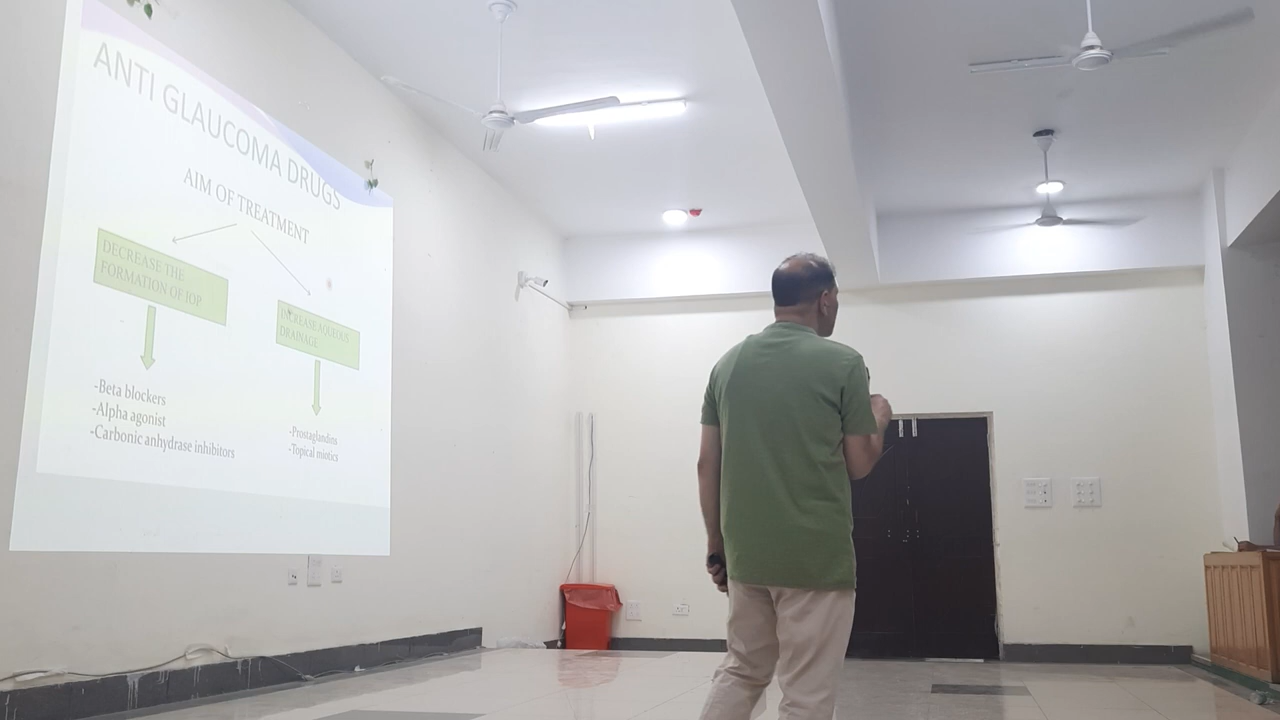 ANTI GLAUCOMA DRUGS
AIM OF TREATMENT
DECREASE THE
FORMATION OF IOP
INCREASE AQUEOUS
DRAINAGE
-Beta blockers
-Alpha agonist
-Carbonic anhydrase inhibitors
-Prostaglandins
-Topical miotics